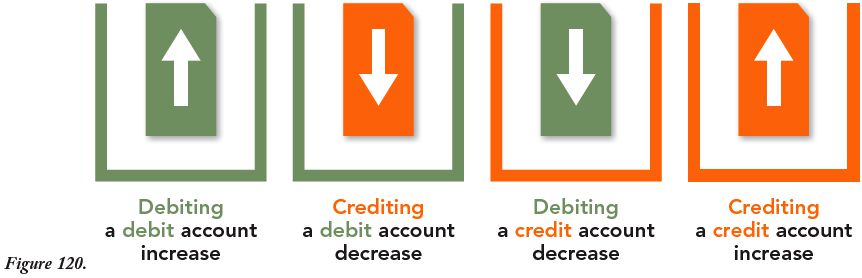 Debiting
a debit account
increase
Crediting
a debit account
decrease
Debiting
a credit account
decrease
Crediting
a credit account
increase
Figure 120.